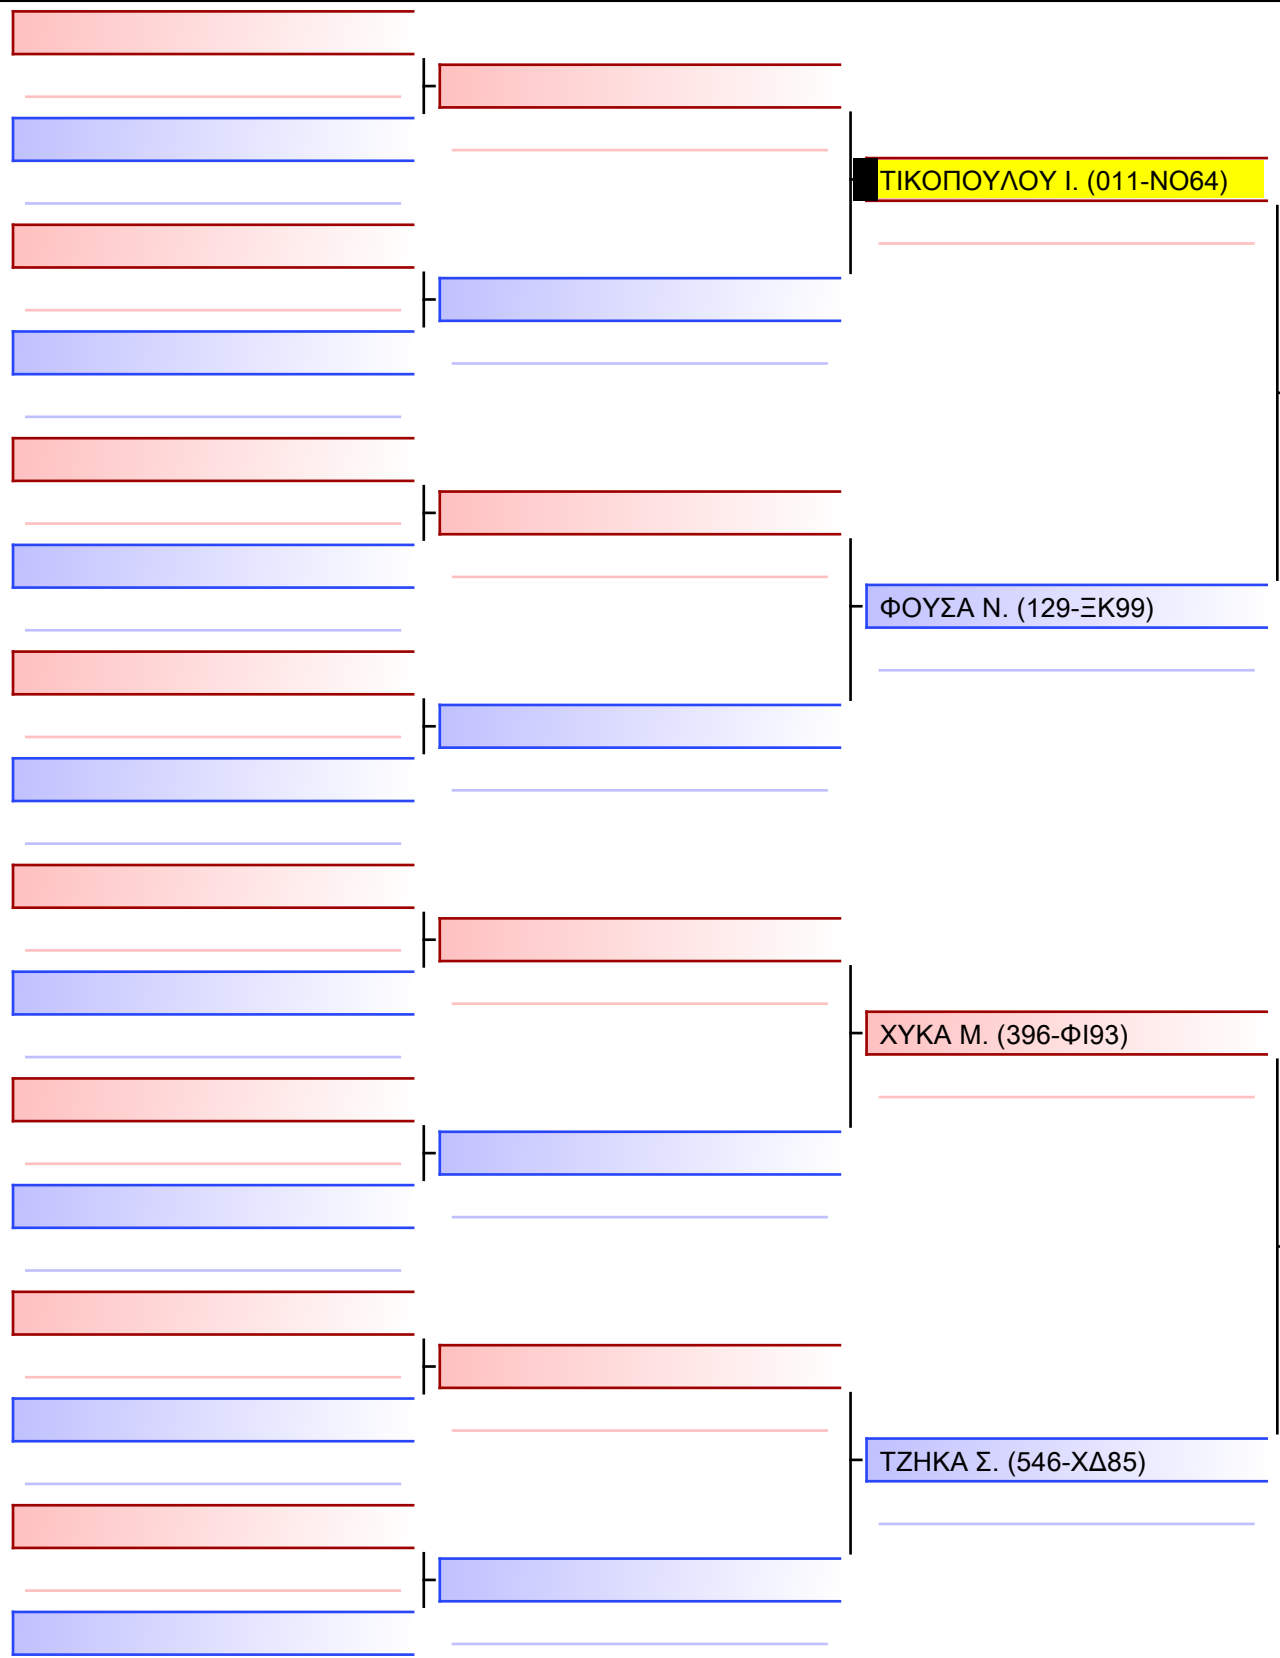 ΤΙΚΟΠΟΥΛΟΥ Ι. (011-ΝΟ64)
ΦΟΥΣΑ Ν. (129-ΞΚ99)
ΧΥΚΑ Μ. (396-ΦΙ93)
ΤΖΗΚΑ Σ. (546-ΧΔ85)